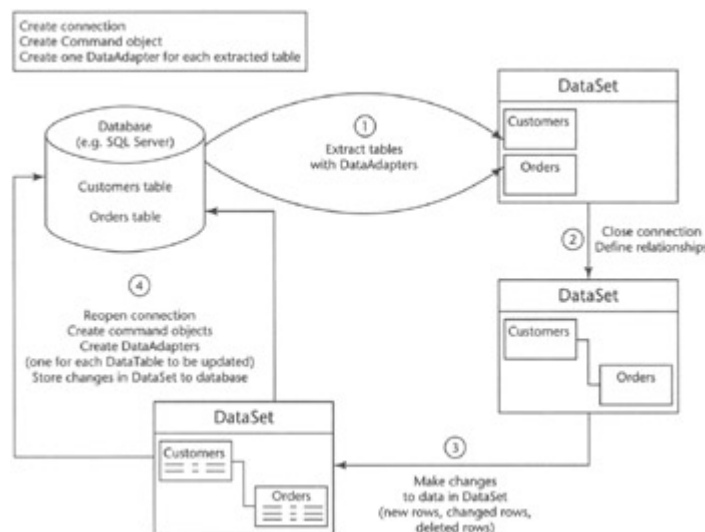 Create connection
Create Command object
Create one DataAdapter for each extracted table
Database
(e.g. SQL Server)
Customers table
Orders table
1
Extract tables
with DataAdapters
DataSet
Customers
Orders
2
Close connection
Define relationships
DataSet
Customers
Orders
3
Make changes
to data in DataSet
(new rows, changed rows,
deleted rows)
DataSet
Customers
Orders
4
Reopen connection
Create command objects
Create DataAdapters
(one for each DataTable to be updated)
Store changes in DataSet to database